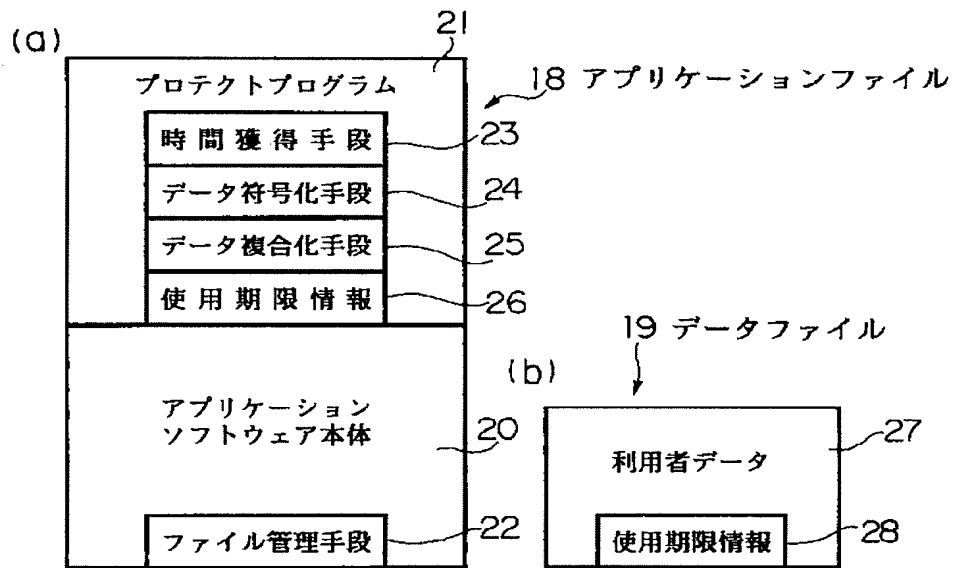 (a)
21
プロテクトプログラム
18 アプリケーションファイル
時間獲得手段
23
データ符号化手段
24
データ複合化手段
25
使用期限情報
26
アプリケーション
ソフトウェア本体
20
ファイル管理手段
22
19 データファイル
(b)
利用者データ
27
使用期限情報
28